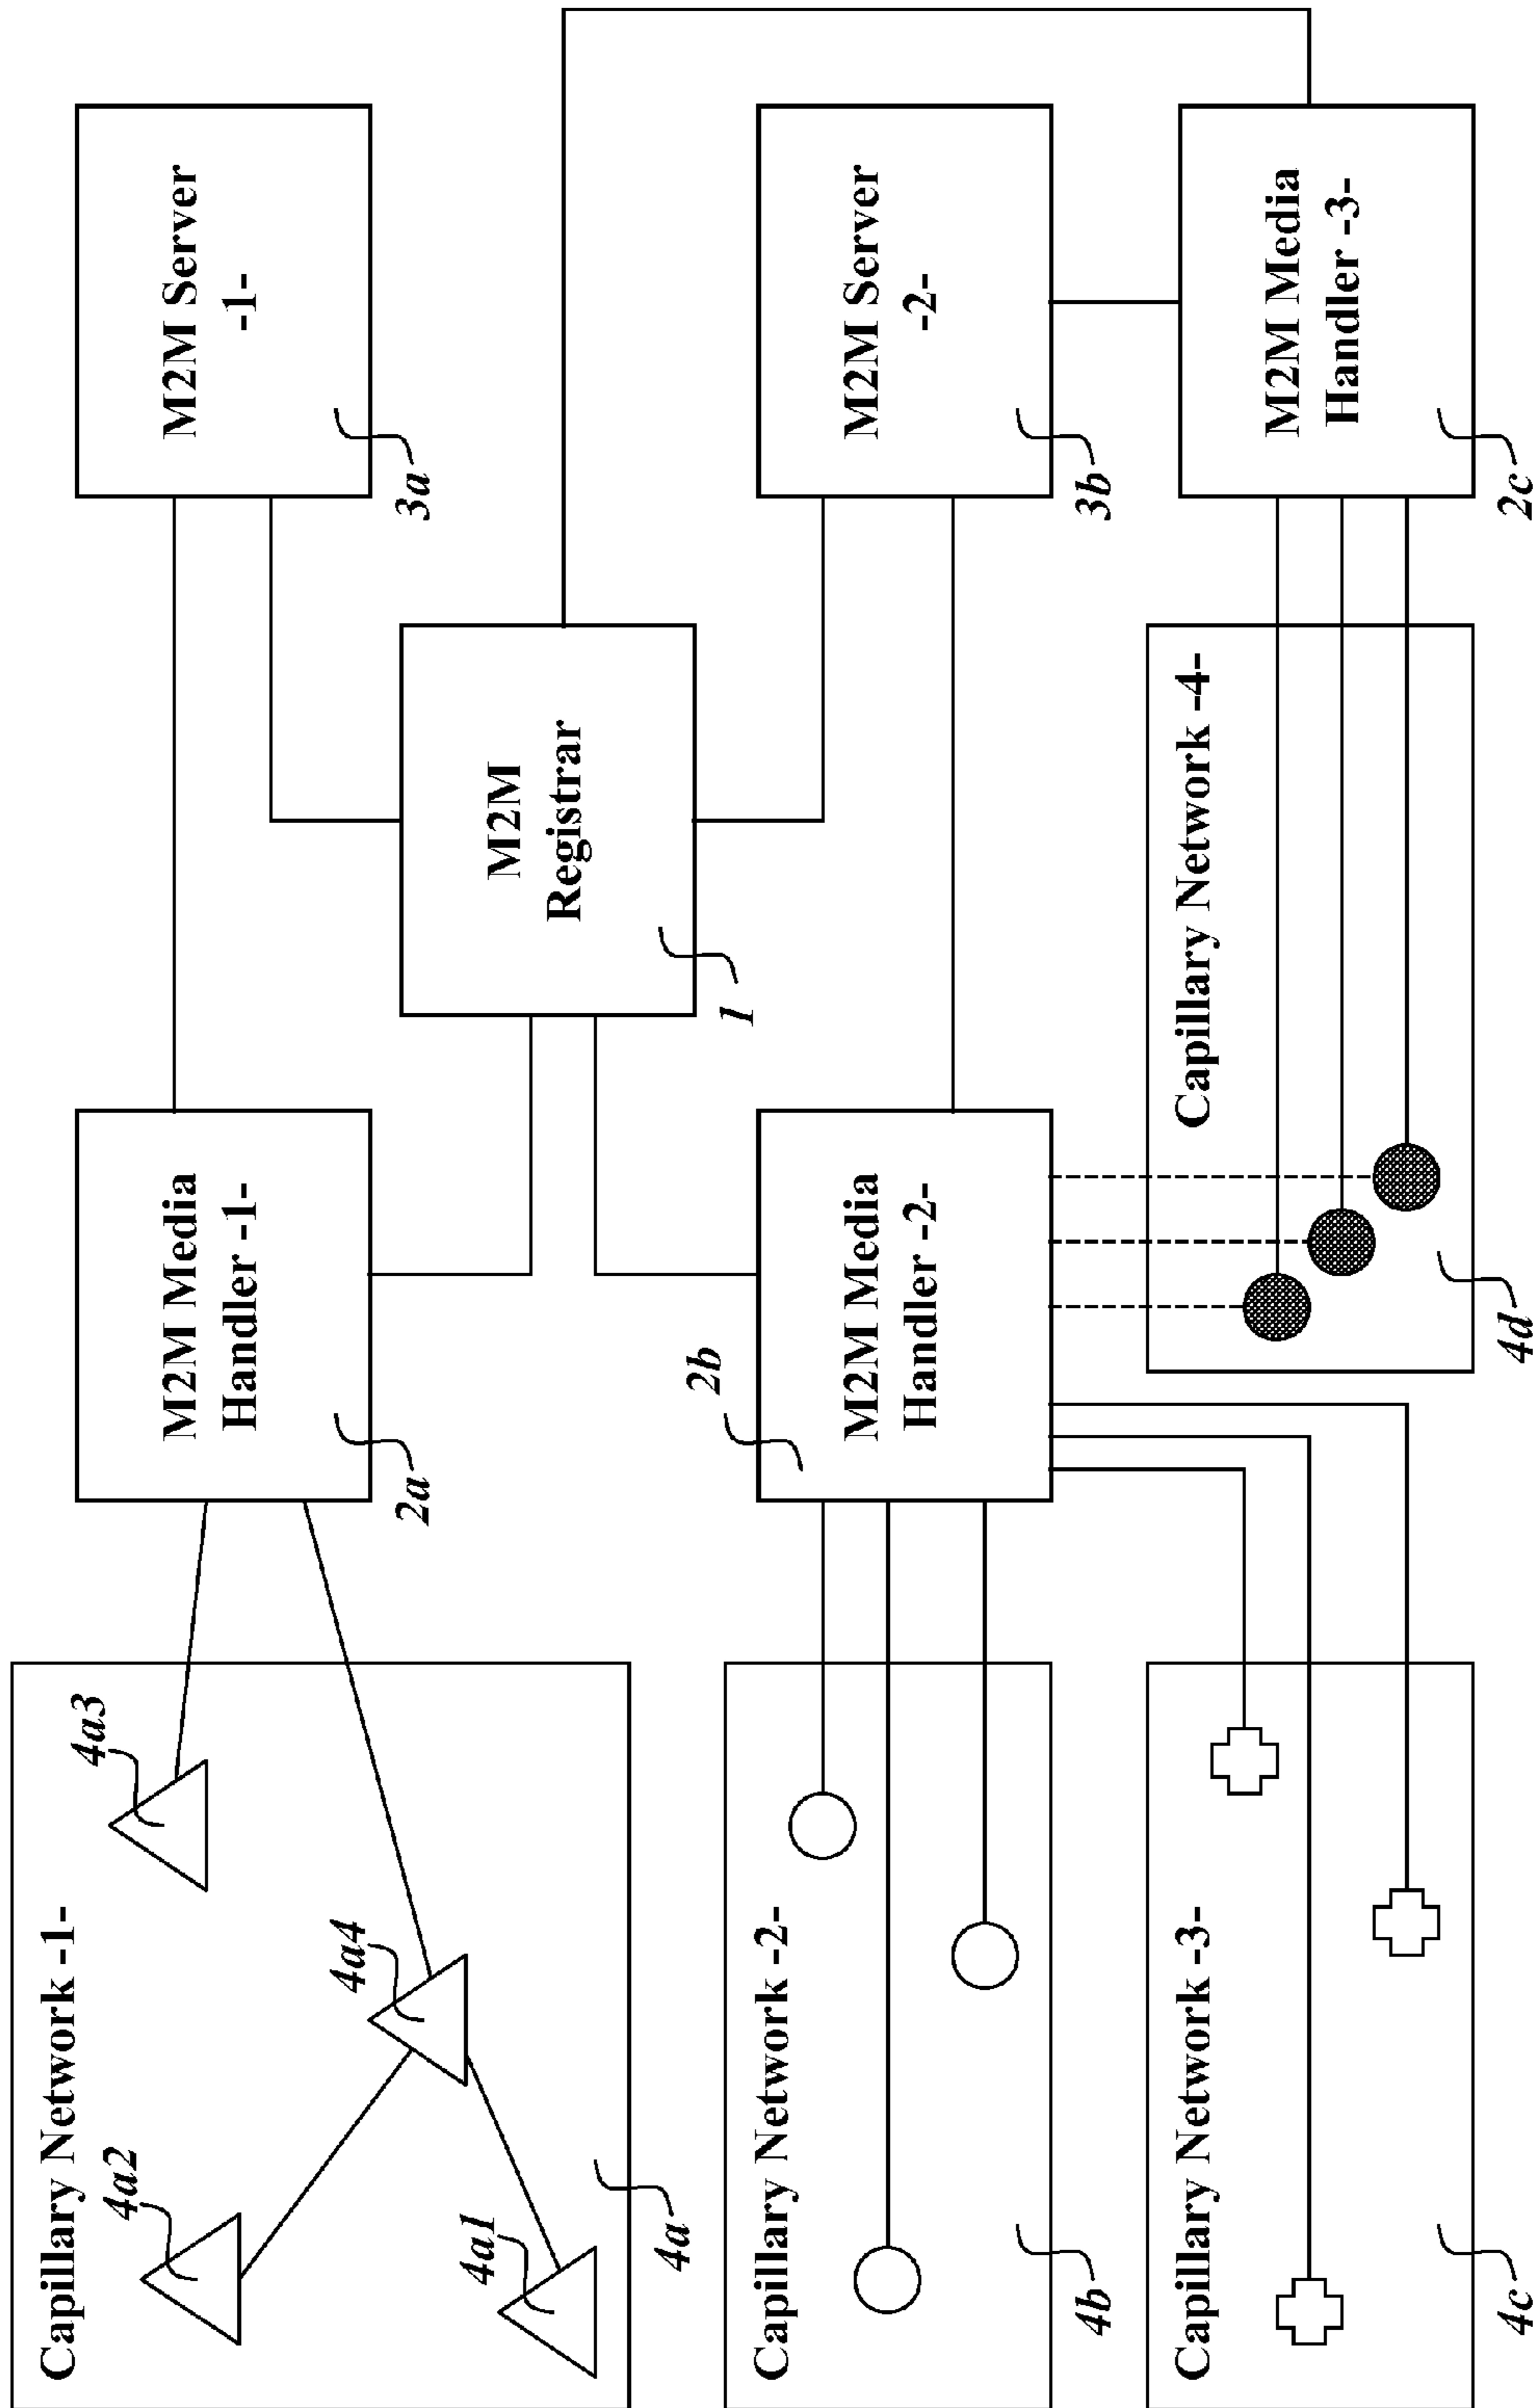 Capillary Network -1-
4a3
4a2
4a4
4a1
4a
M2M Media
Handler -1-
2a
M2M Server
-1-
3a
M2M
Registrar
1
Capillary Network -2-
4b
2b
M2M Media
Handler -2-
M2M Server
-2-
3b
Capillary Network -3-
4c
Capillary Network -4-
4d
M2M Media
Handler -3-
2c